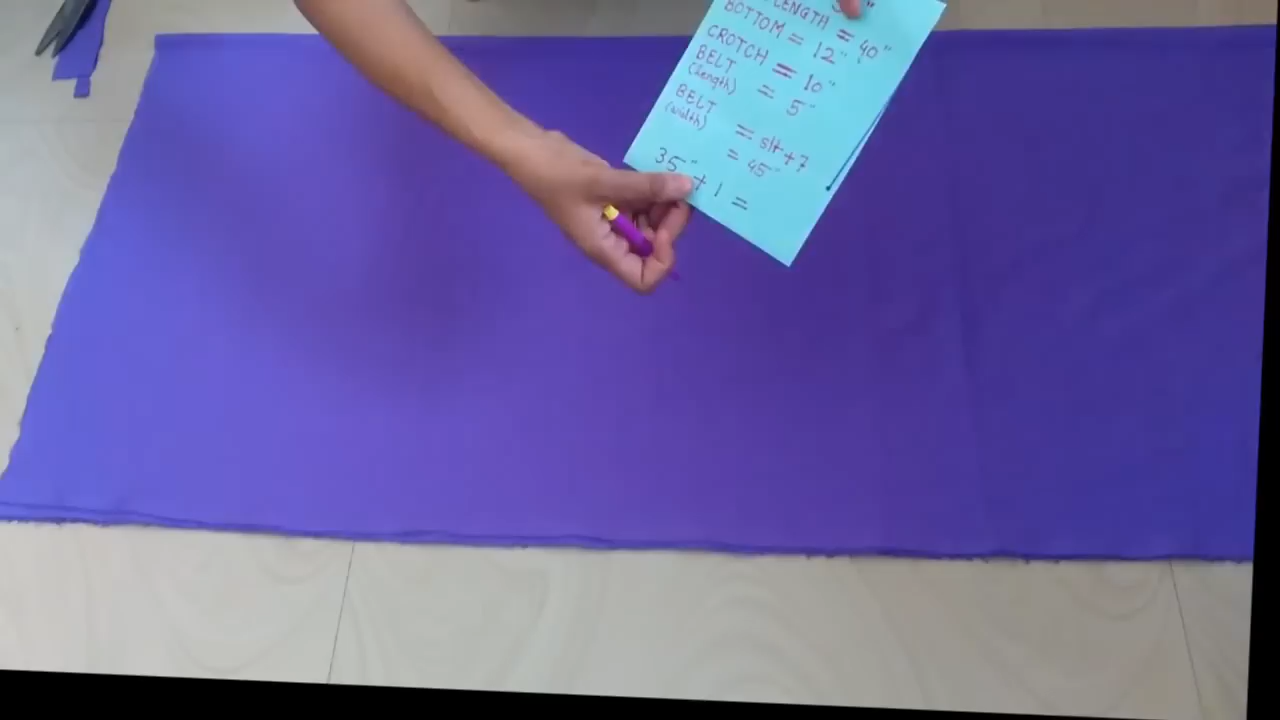 LENGTH = 40"
BOTTOM = 12"
CROTCH = 10"
BELT (length) = 5"
BELT (width) = slt + 7
= 45"
35" + 1 =